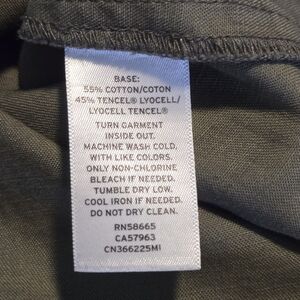 BASE:
55% COTTON/COTON
45% TENCEL® LYOCELL/
LYOCELL TENCEL®
TURN GARMENT
INSIDE OUT.
MACHINE WASH COLD,
WITH LIKE COLORS.
ONLY NON-CHLORINE
BLEACH IF NEEDED.
TUMBLE DRY LOW.
COOL IRON IF NEEDED.
DO NOT DRY CLEAN.
RN58665
CA57963
CN366225MI